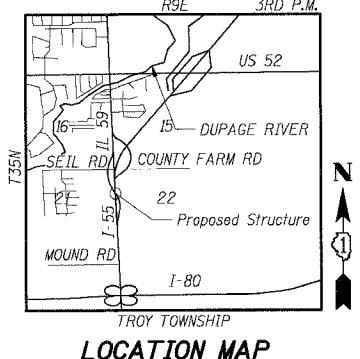 R9E 3RD P.M.
US 52
16 IL 59 15 DUPAGE RIVER
T35N SEIL RD COUNTY FARM RD
21 22
I-55 Proposed Structure
MOUND RD
I-80
TROY TOWNSHIP
LOCATION MAP
N
1